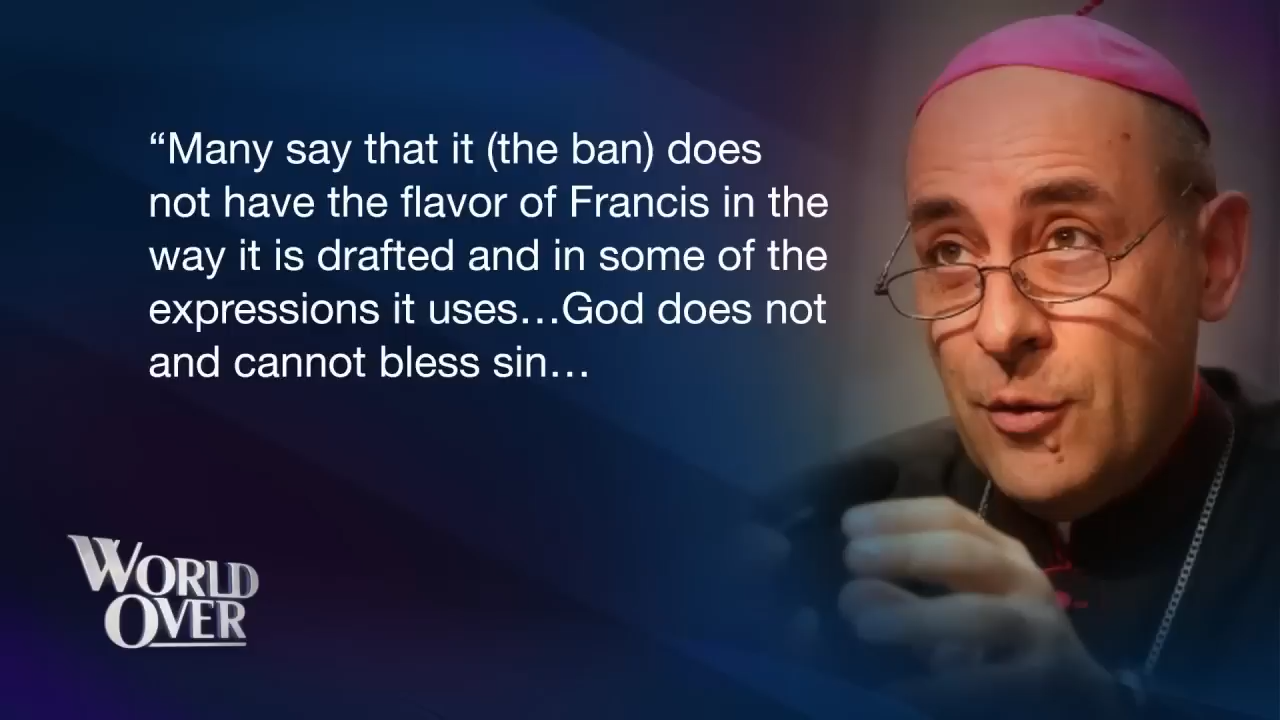 “Many say that it (the ban) does
not have the flavor of Francis in the
way it is drafted and in some of the
expressions it uses…God does not
and cannot bless sin…
WORLD
OVER